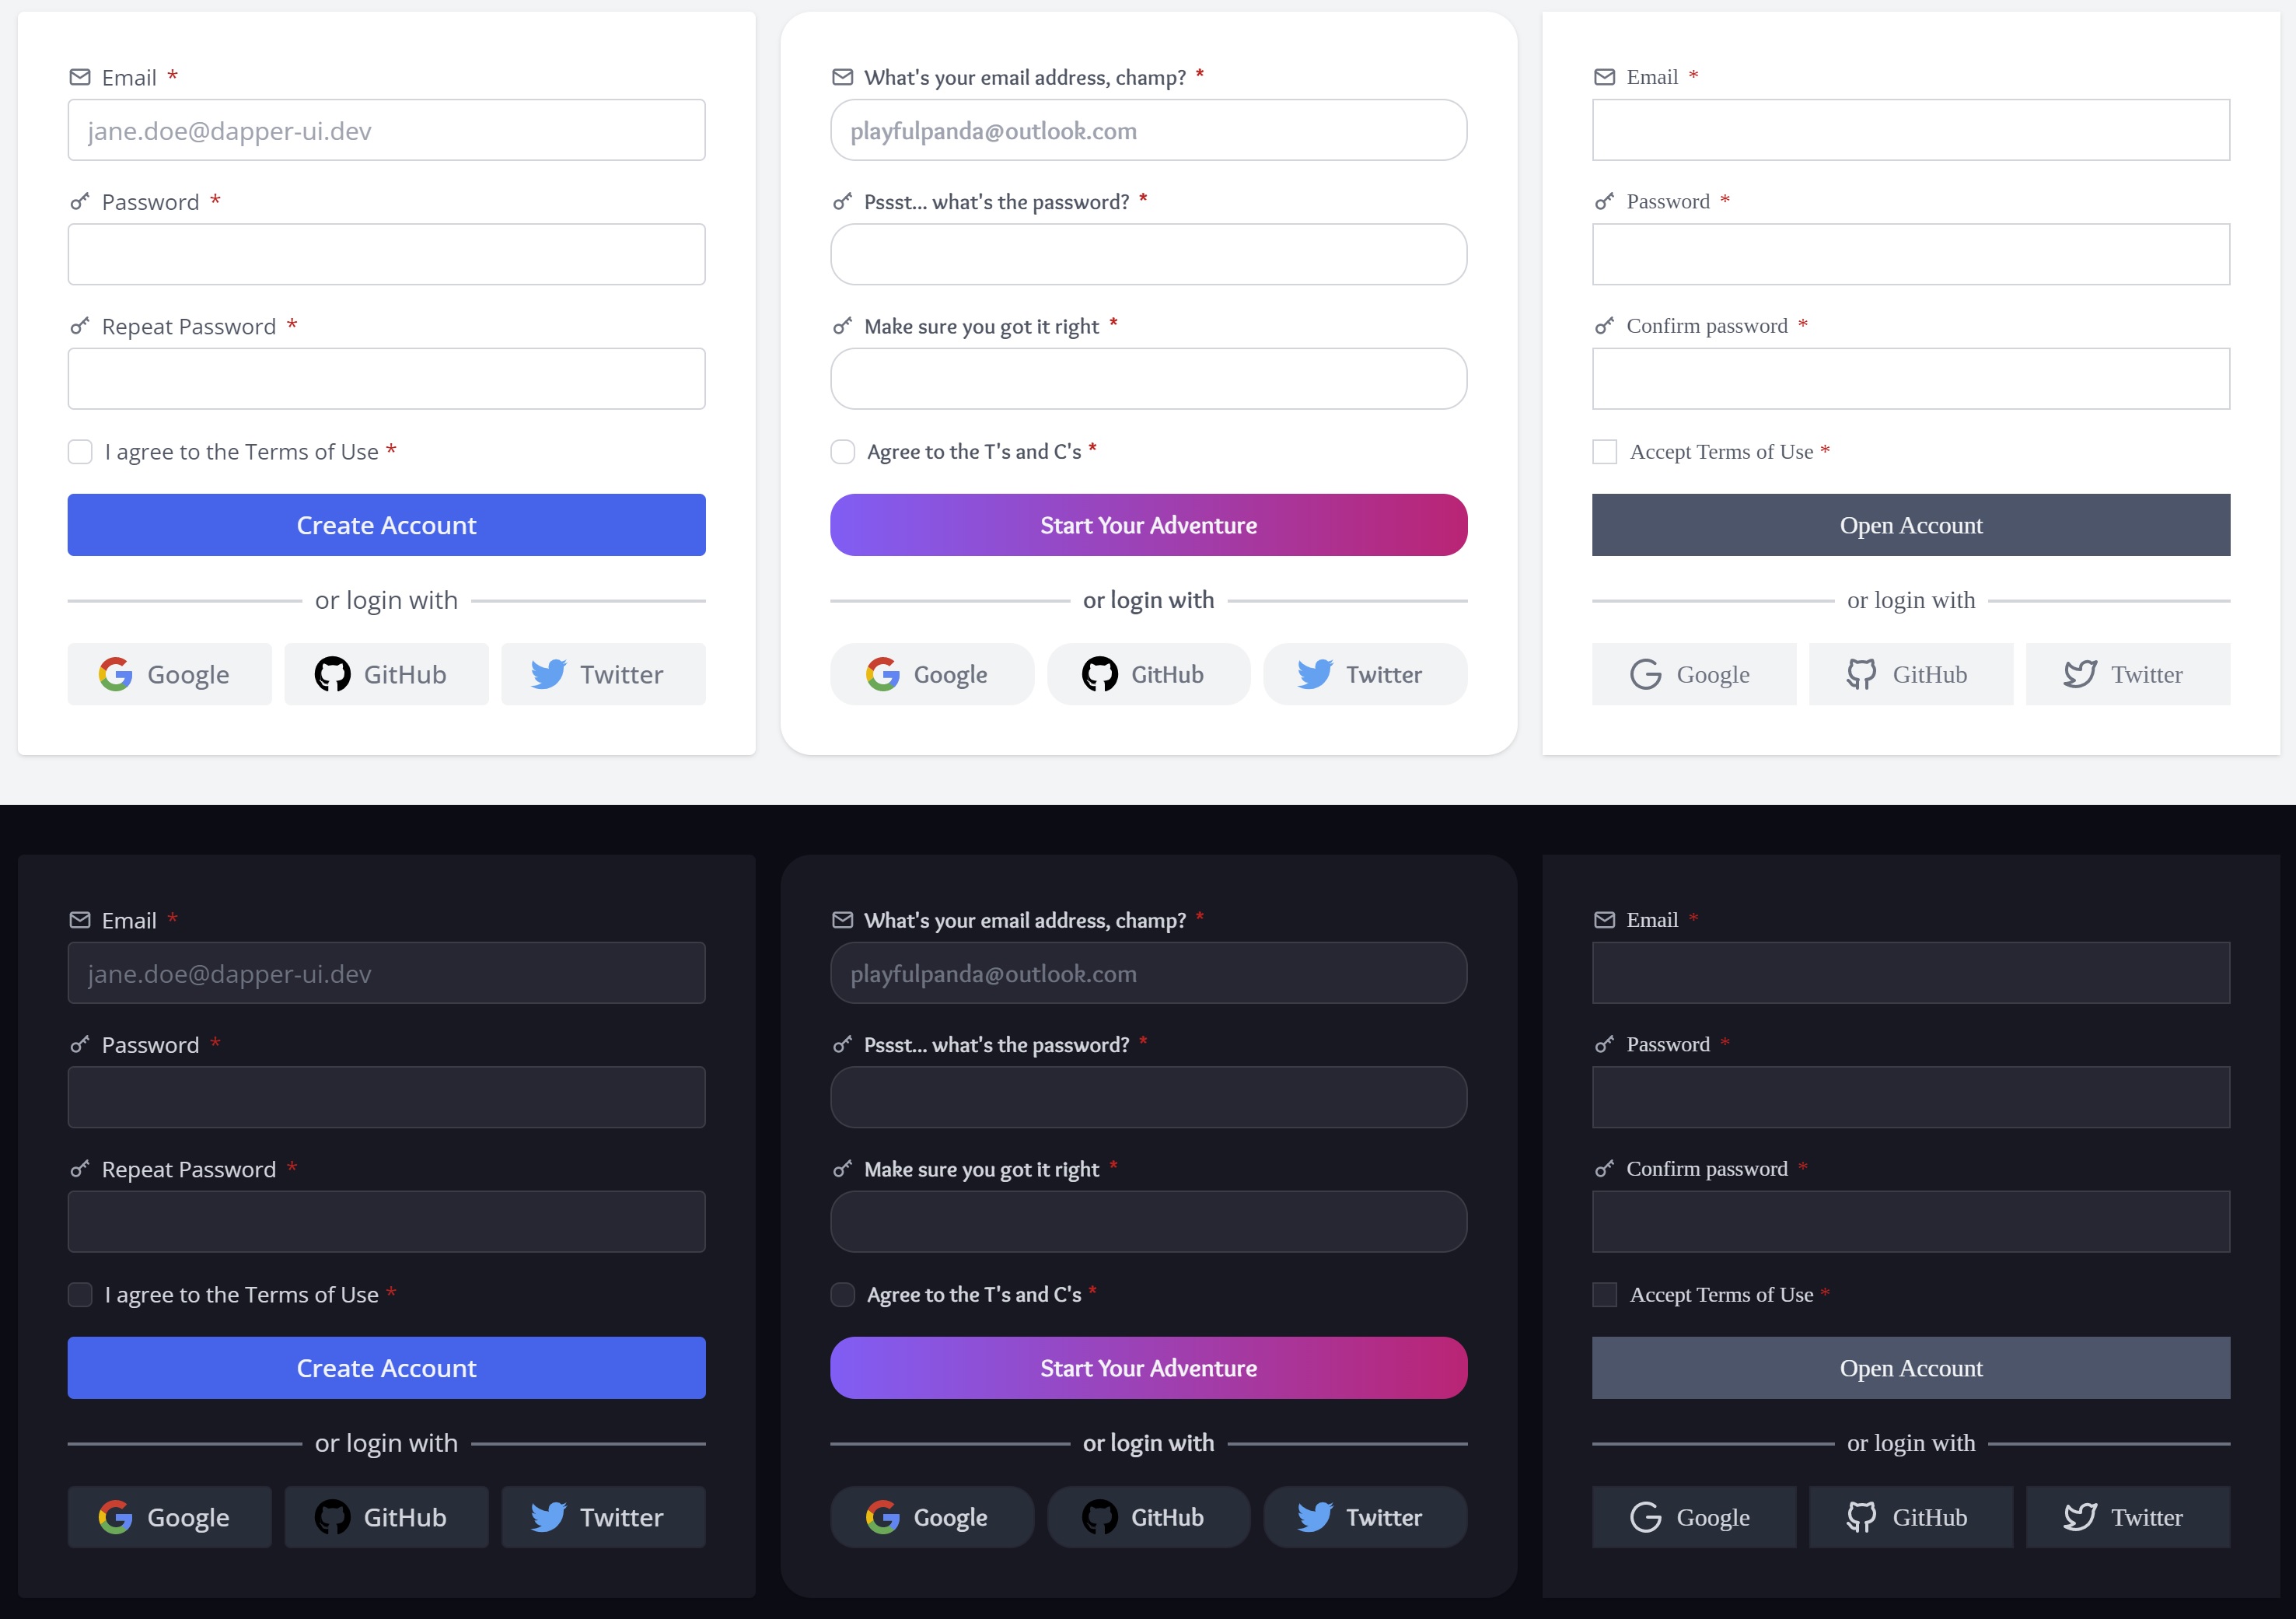 Email *
jane.doe@dapper-ui.dev
Password *
Repeat Password *
I agree to the Terms of Use *
Create Account
or login with
Google GitHub Twitter
What's your email address, champ? *
playfulpanda@outlook.com
Pssst... what's the password? *
Make sure you got it right *
Agree to the T's and C's *
Start Your Adventure
or login with
Google GitHub Twitter
Email *
Password *
Confirm password *
Accept Terms of Use *
Open Account
or login with
Google GitHub Twitter
Email *
jane.doe@dapper-ui.dev
Password *
Repeat Password *
I agree to the Terms of Use *
Create Account
or login with
Google GitHub Twitter
What's your email address, champ? *
playfulpanda@outlook.com
Pssst... what's the password? *
Make sure you got it right *
Agree to the T's and C's *
Start Your Adventure
or login with
Google GitHub Twitter
Email *
Password *
Confirm password *
Accept Terms of Use *
Open Account
or login with
Google GitHub Twitter